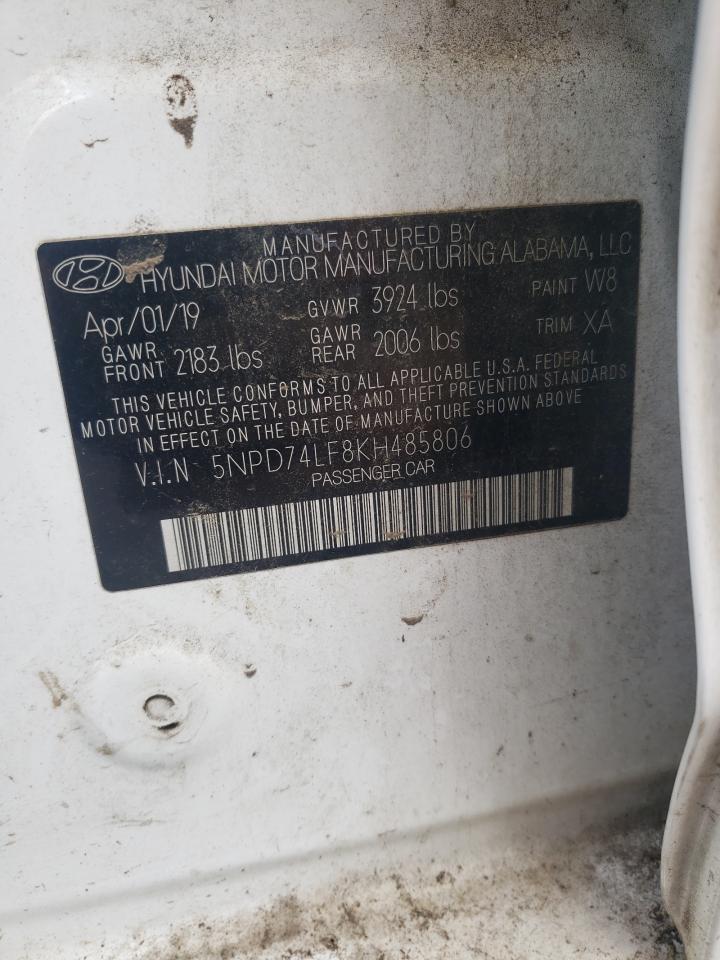 MANUFACTURED BY
HYUNDAI MOTOR MANUFACTURING ALABAMA, LLC
Apr/01/19 GVWR 3924 lbs PAINT W8
GAWR FRONT 2183 lbs GAWR REAR 2006 lbs TRIM XA
THIS VEHICLE CONFORMS TO ALL APPLICABLE U.S.A. FEDERAL
MOTOR VEHICLE SAFETY, BUMPER, AND THEFT PREVENTION STANDARDS
IN EFFECT ON THE DATE OF MANUFACTURE SHOWN ABOVE
V.I.N 5NPD74LF8KH485806
PASSENGER CAR